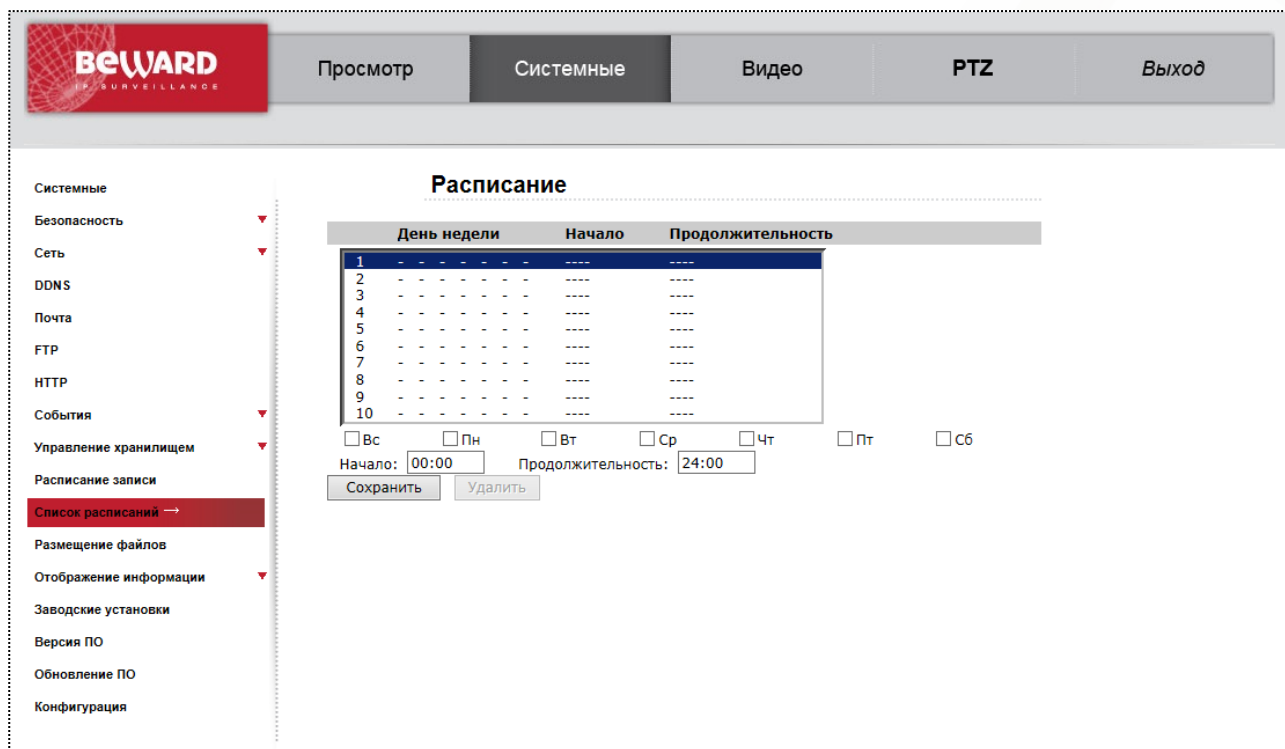 BEWARD
IP SURVEILLANCE
Просмотр Системные Видео PTZ Выход
Системные
Безопасность
Сеть
DDNS
Почта
FTP
HTTP
События
Управление хранилищем
Расписание записи
Список расписаний →
Размещение файлов
Отображение информации
Заводские установки
Версия ПО
Обновление ПО
Конфигурация
Расписание
День недели Начало Продолжительность
1 - - - - - - - ---- ----
2 - - - - - - - ---- ----
3 - - - - - - - ---- ----
4 - - - - - - - ---- ----
5 - - - - - - - ---- ----
6 - - - - - - - ---- ----
7 - - - - - - - ---- ----
8 - - - - - - - ---- ----
9 - - - - - - - ---- ----
10 - - - - - - - ---- ----
Вс Пн Вт Ср Чт Пт Сб
Начало: 00:00 Продолжительность: 24:00
Сохранить Удалить